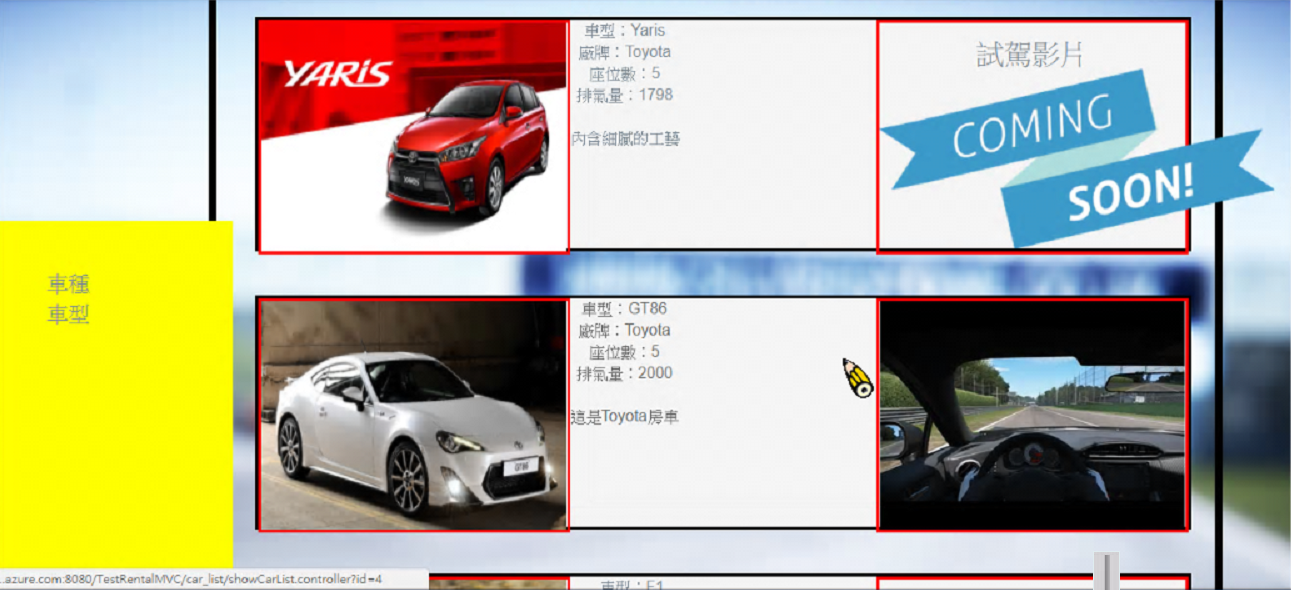 YARiS
車型：Yaris
廠牌：Toyota
座位數：5
排氣量：1798
內含細膩的工藝
試駕影片
COMING
SOON!
車種
車型
車型：GT86
廠牌：Toyota
座位數：5
排氣量：2000
這是Toyota房車
GT86
...azure.com:8080/TestRentalMVC/car_list/showCarList.controller?id=4
車型：F1